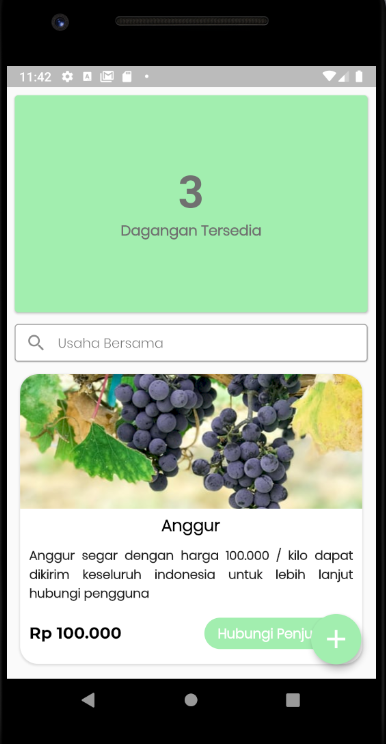 11:42
3
Dagangan Tersedia
Usaha Bersama
Anggur
Anggur segar dengan harga 100.000 / kilo dapat
dikirim keseluruh indonesia untuk lebih lanjut
hubungi pengguna
Rp 100.000
Hubungi Penju